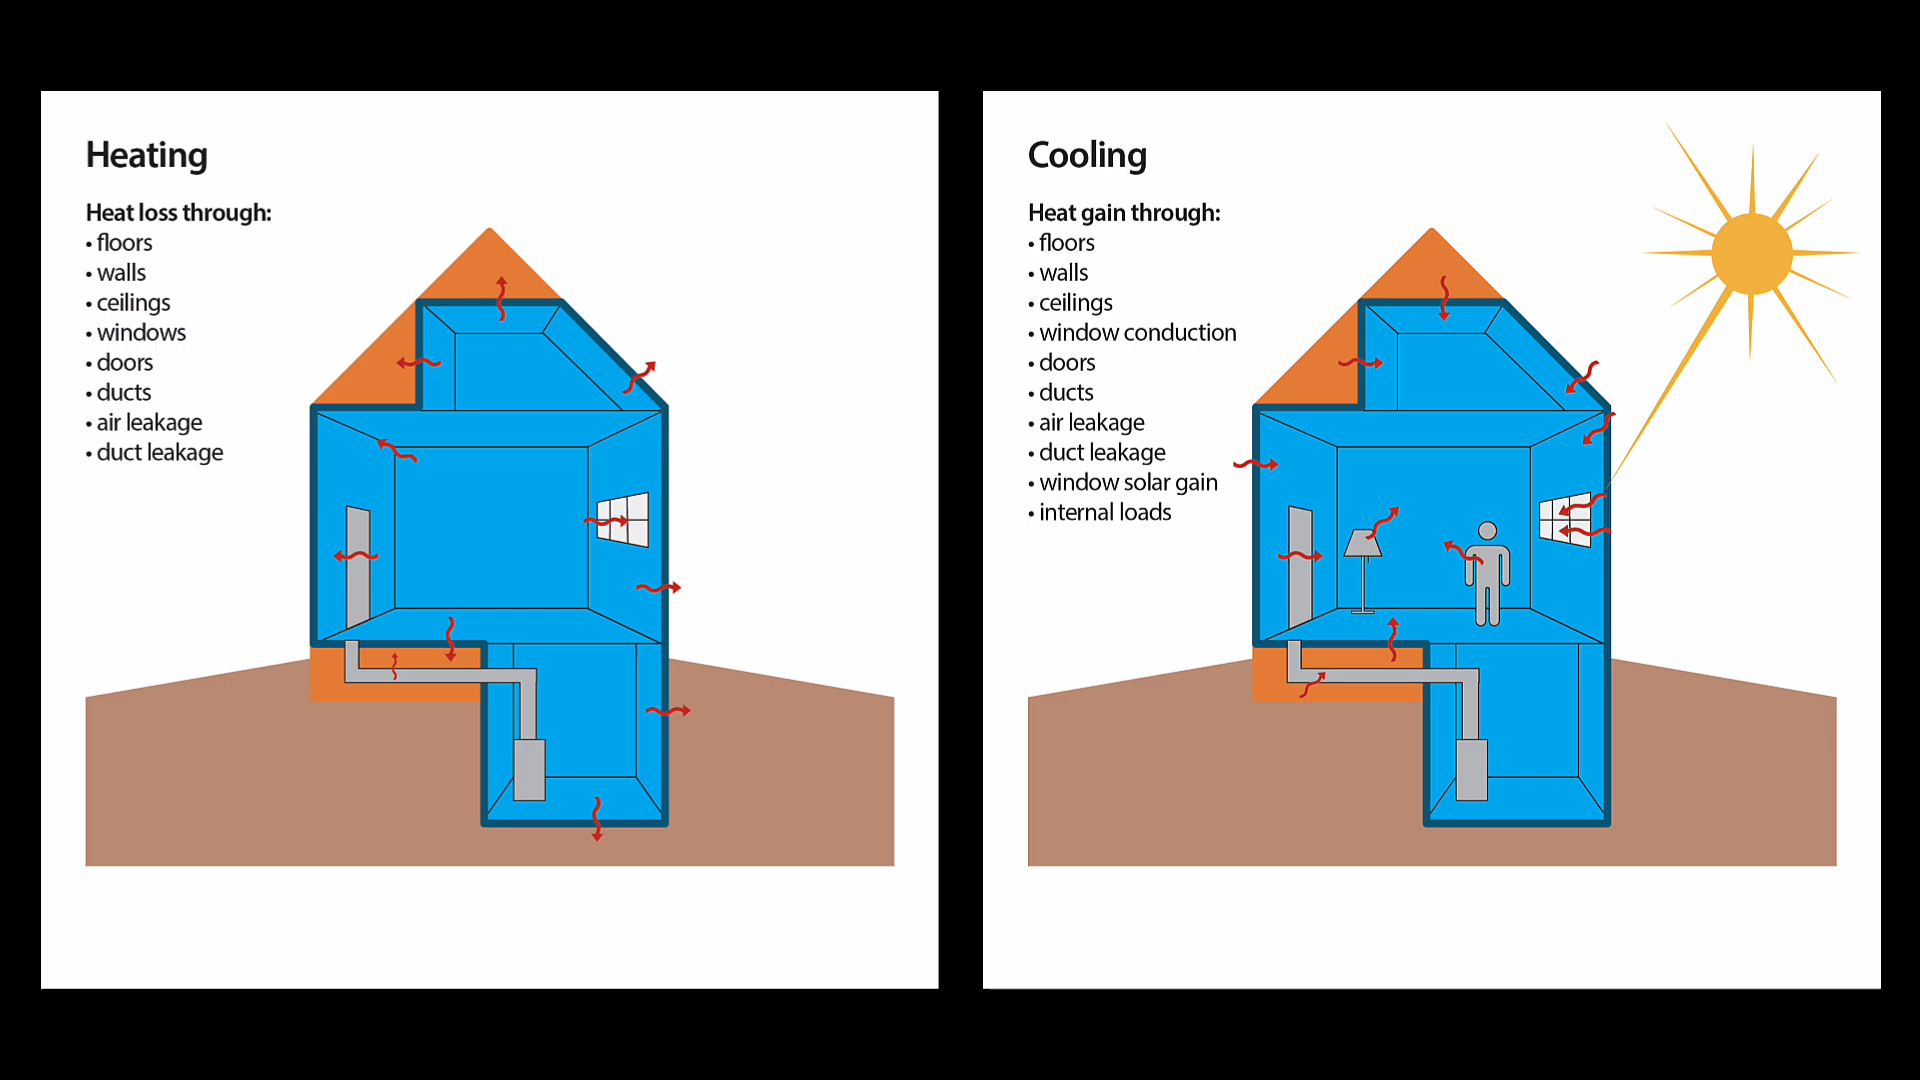 Heating
Heat loss through:
• floors
• walls
• ceilings
• windows
• doors
• ducts
• air leakage
• duct leakage
Cooling
Heat gain through:
• floors
• walls
• ceilings
• window conduction
• doors
• ducts
• air leakage
• duct leakage
• window solar gain
• internal loads